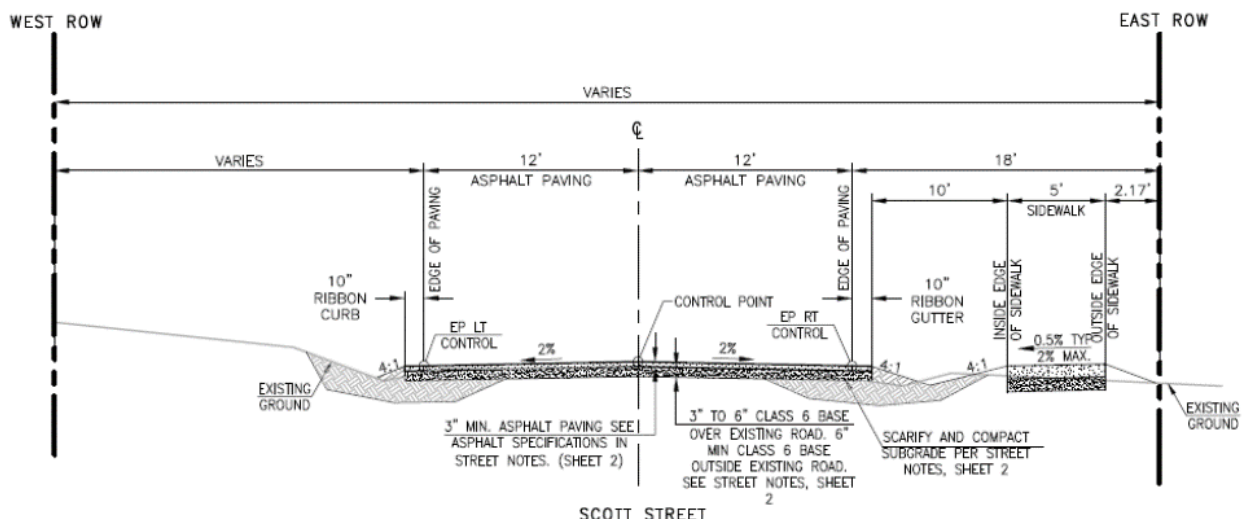 WEST ROW
EAST ROW
VARIES
℄
VARIES
12'
ASPHALT PAVING
12'
ASPHALT PAVING
18'
10'
5'
SIDEWALK
2.17'
EDGE OF PAVING
EDGE OF PAVING
INSIDE EDGE
OF SIDEWALK
OUTSIDE EDGE
OF SIDEWALK
10"
RIBBON
CURB
10"
RIBBON
GUTTER
CONTROL POINT
EP LT
CONTROL
EP RT
CONTROL
0.5% TYP
2% MAX.
2%
2%
4:1
4:1
4:1
EXISTING
GROUND
EXISTING
GROUND
3" MIN. ASPHALT PAVING SEE
ASPHALT SPECIFICATIONS IN
STREET NOTES. (SHEET 2)
3" TO 6" CLASS 6 BASE
OVER EXISTING ROAD. 6"
MIN CLASS 6 BASE
OUTSIDE EXISTING ROAD.
SEE STREET NOTES, SHEET
2
SCARIFY AND COMPACT
SUBGRADE PER STREET
NOTES, SHEET 2
SCOTT STREET